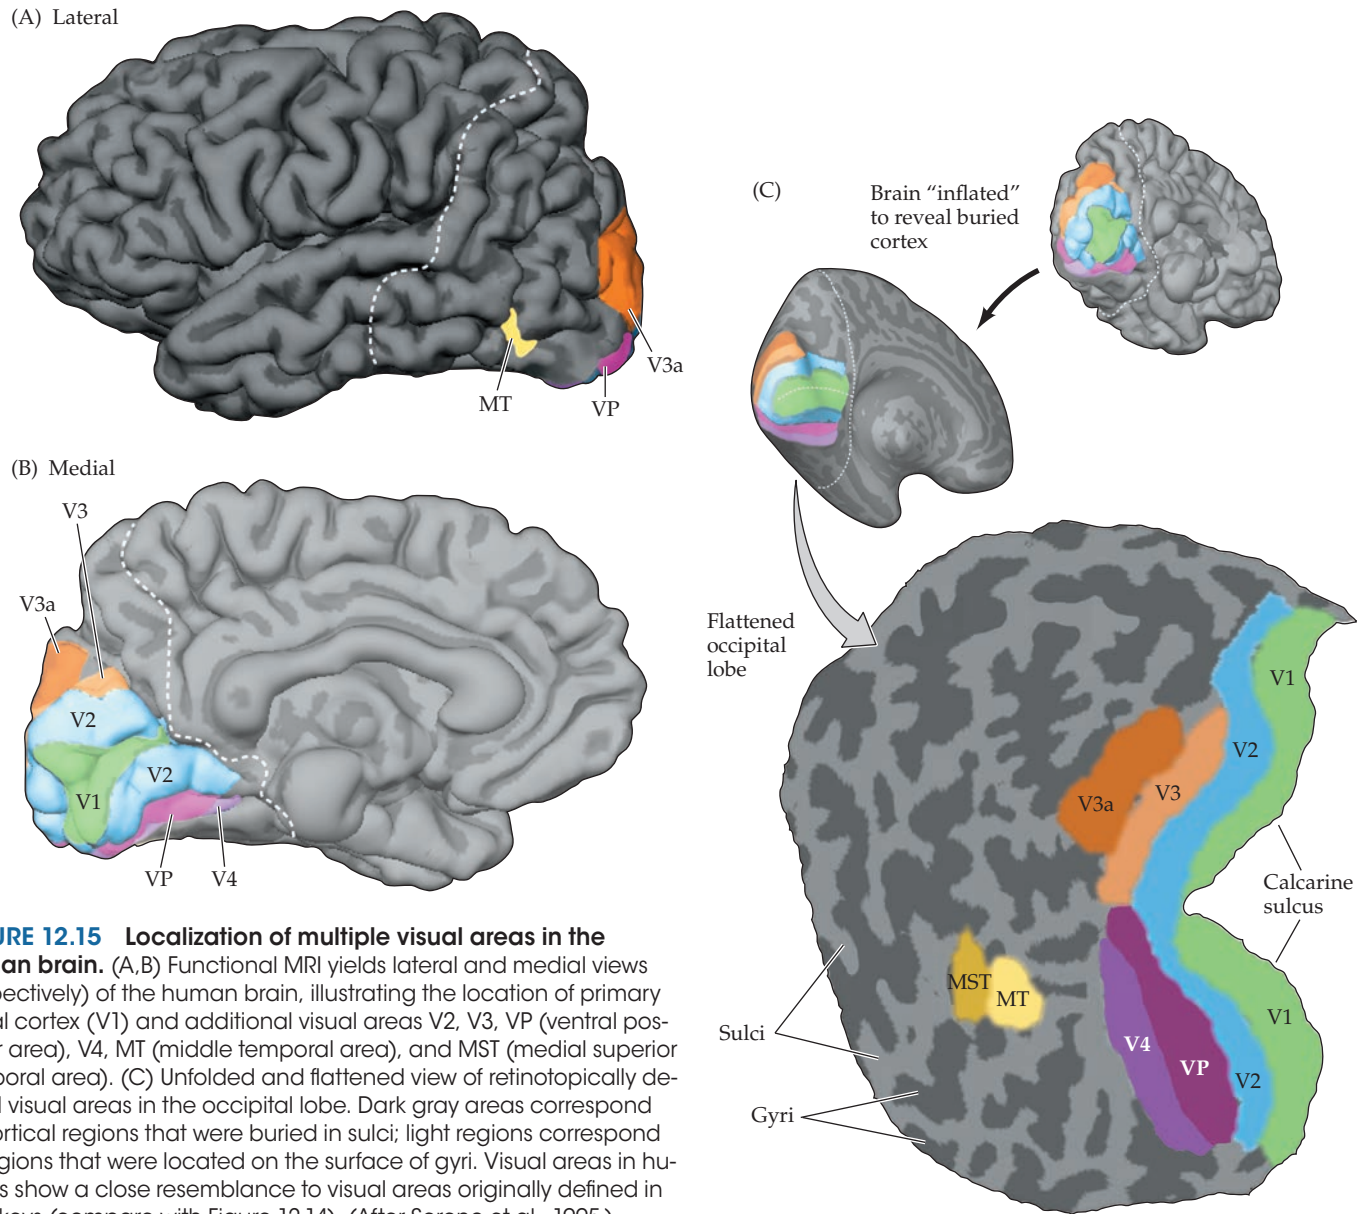 (A) Lateral
V3a
MT
VP
(B) Medial
V3
V3a
V2
V2
V1
VP
V4
(C)
Brain “inflated”
to reveal buried
cortex
Flattened
occipital
lobe
V1
V2
V3
V3a
Calcarine
sulcus
MST
MT
Sulci
V4
VP
V2
V1
Gyri
URE 12.15 Localization of multiple visual areas in the
an brain. (A,B) Functional MRI yields lateral and medial views
pectively) of the human brain, illustrating the location of primary
al cortex (V1) and additional visual areas V2, V3, VP (ventral pos-
r area), V4, MT (middle temporal area), and MST (medial superior
poral area). (C) Unfolded and flattened view of retinotopically de-
d visual areas in the occipital lobe. Dark gray areas correspond
ortical regions that were buried in sulci; light regions correspond
gions that were located on the surface of gyri. Visual areas in hu-
s show a close resemblance to visual areas originally defined in